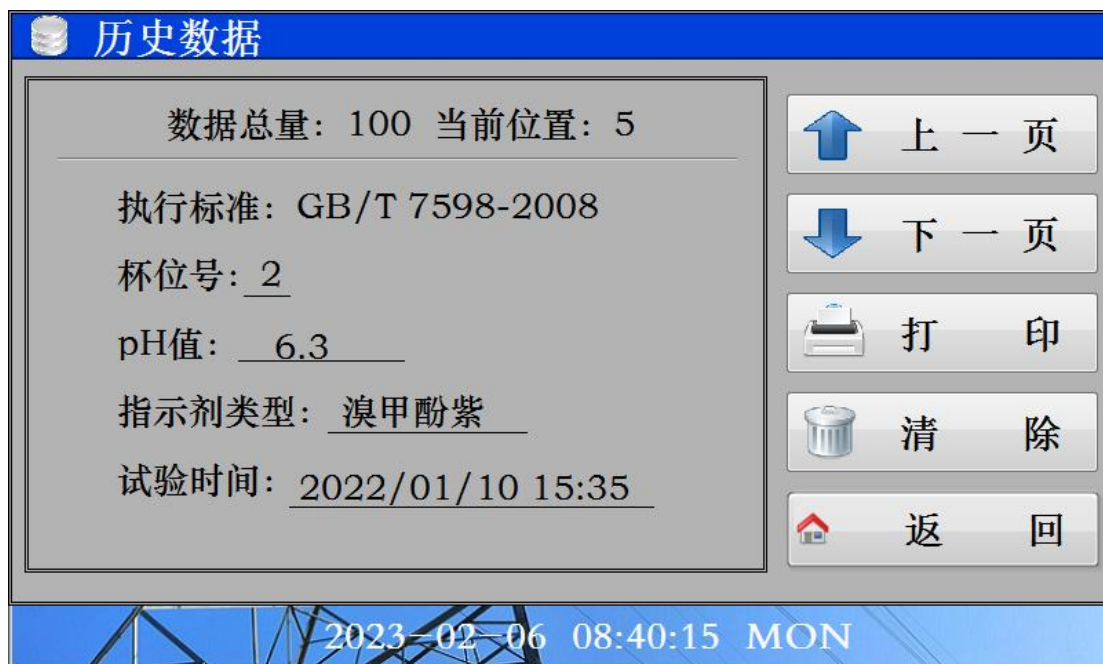 历史数据
数据总量: 100 当前位置: 5
执行标准: GB/T 7598-2008
杯位号: 2
pH值: 6.3
指示剂类型: 溴甲酚紫
试验时间: 2022/01/10 15:35
上一页
下一页
打印
清除
返回
2023-02-06 08:40:15 MON